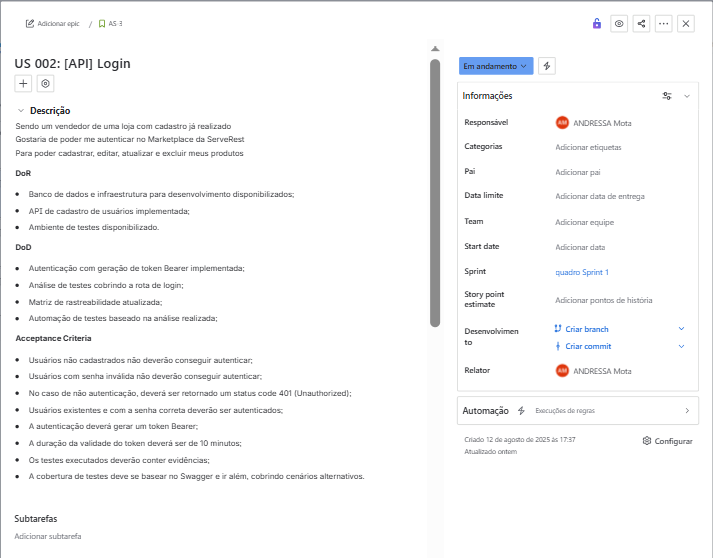 Adicionar epic / AS-3
US 002: [API] Login
Descrição
Sendo um vendedor de uma loja com cadastro já realizado
Gostaria de poder me autenticar no Marketplace da ServeRest
Para poder cadastrar, editar, atualizar e excluir meus produtos
DoR
Banco de dados e infraestrutura para desenvolvimento disponibilizados;
API de cadastro de usuários implementada;
Ambiente de testes disponibilizado.
DoD
Autenticação com geração de token Bearer implementada;
Análise de testes cobrindo a rota de login;
Matriz de rastreabilidade atualizada;
Automação de testes baseado na análise realizada;
Acceptance Criteria
Usuários não cadastrados não deverão conseguir autenticar;
Usuários com senha inválida não deverão conseguir autenticar;
No caso de não autenticação, deverá ser retornado um status code 401 (Unauthorized);
Usuários existentes e com a senha correta deverão ser autenticados;
A autenticação deverá gerar um token Bearer;
A duração da validade do token deverá ser de 10 minutos;
Os testes executados deverão conter evidências;
A cobertura de testes deve se basear no Swagger e ir além, cobrindo cenários alternativos.
Subtarefas
Adicionar subtarefa
Em andamento
Informações
Responsável AM ANDRESSA Mota
Categorias Adicionar etiquetas
Pai Adicionar pai
Data limite Adicionar data de entrega
Team Adicionar equipe
Start date Adicionar data
Sprint quadro Sprint 1
Story point
estimate Adicionar pontos de história
Desenvolvimen
to
Criar branch
Criar commit
Relator AM ANDRESSA Mota
Automação Execuções de regras
Criado 12 de agosto de 2025 às 17:37
Atualizado ontem
Configurar